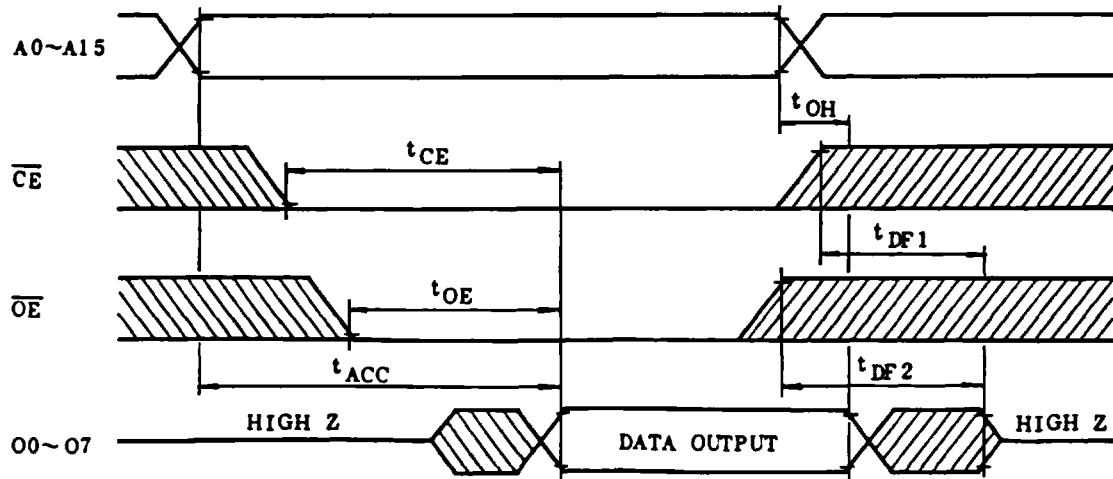 A0~A15
tOH
CE
tCE
tDF1
OE
tOE
tACC
tDF2
O0~O7
HIGH Z
DATA OUTPUT
HIGH Z